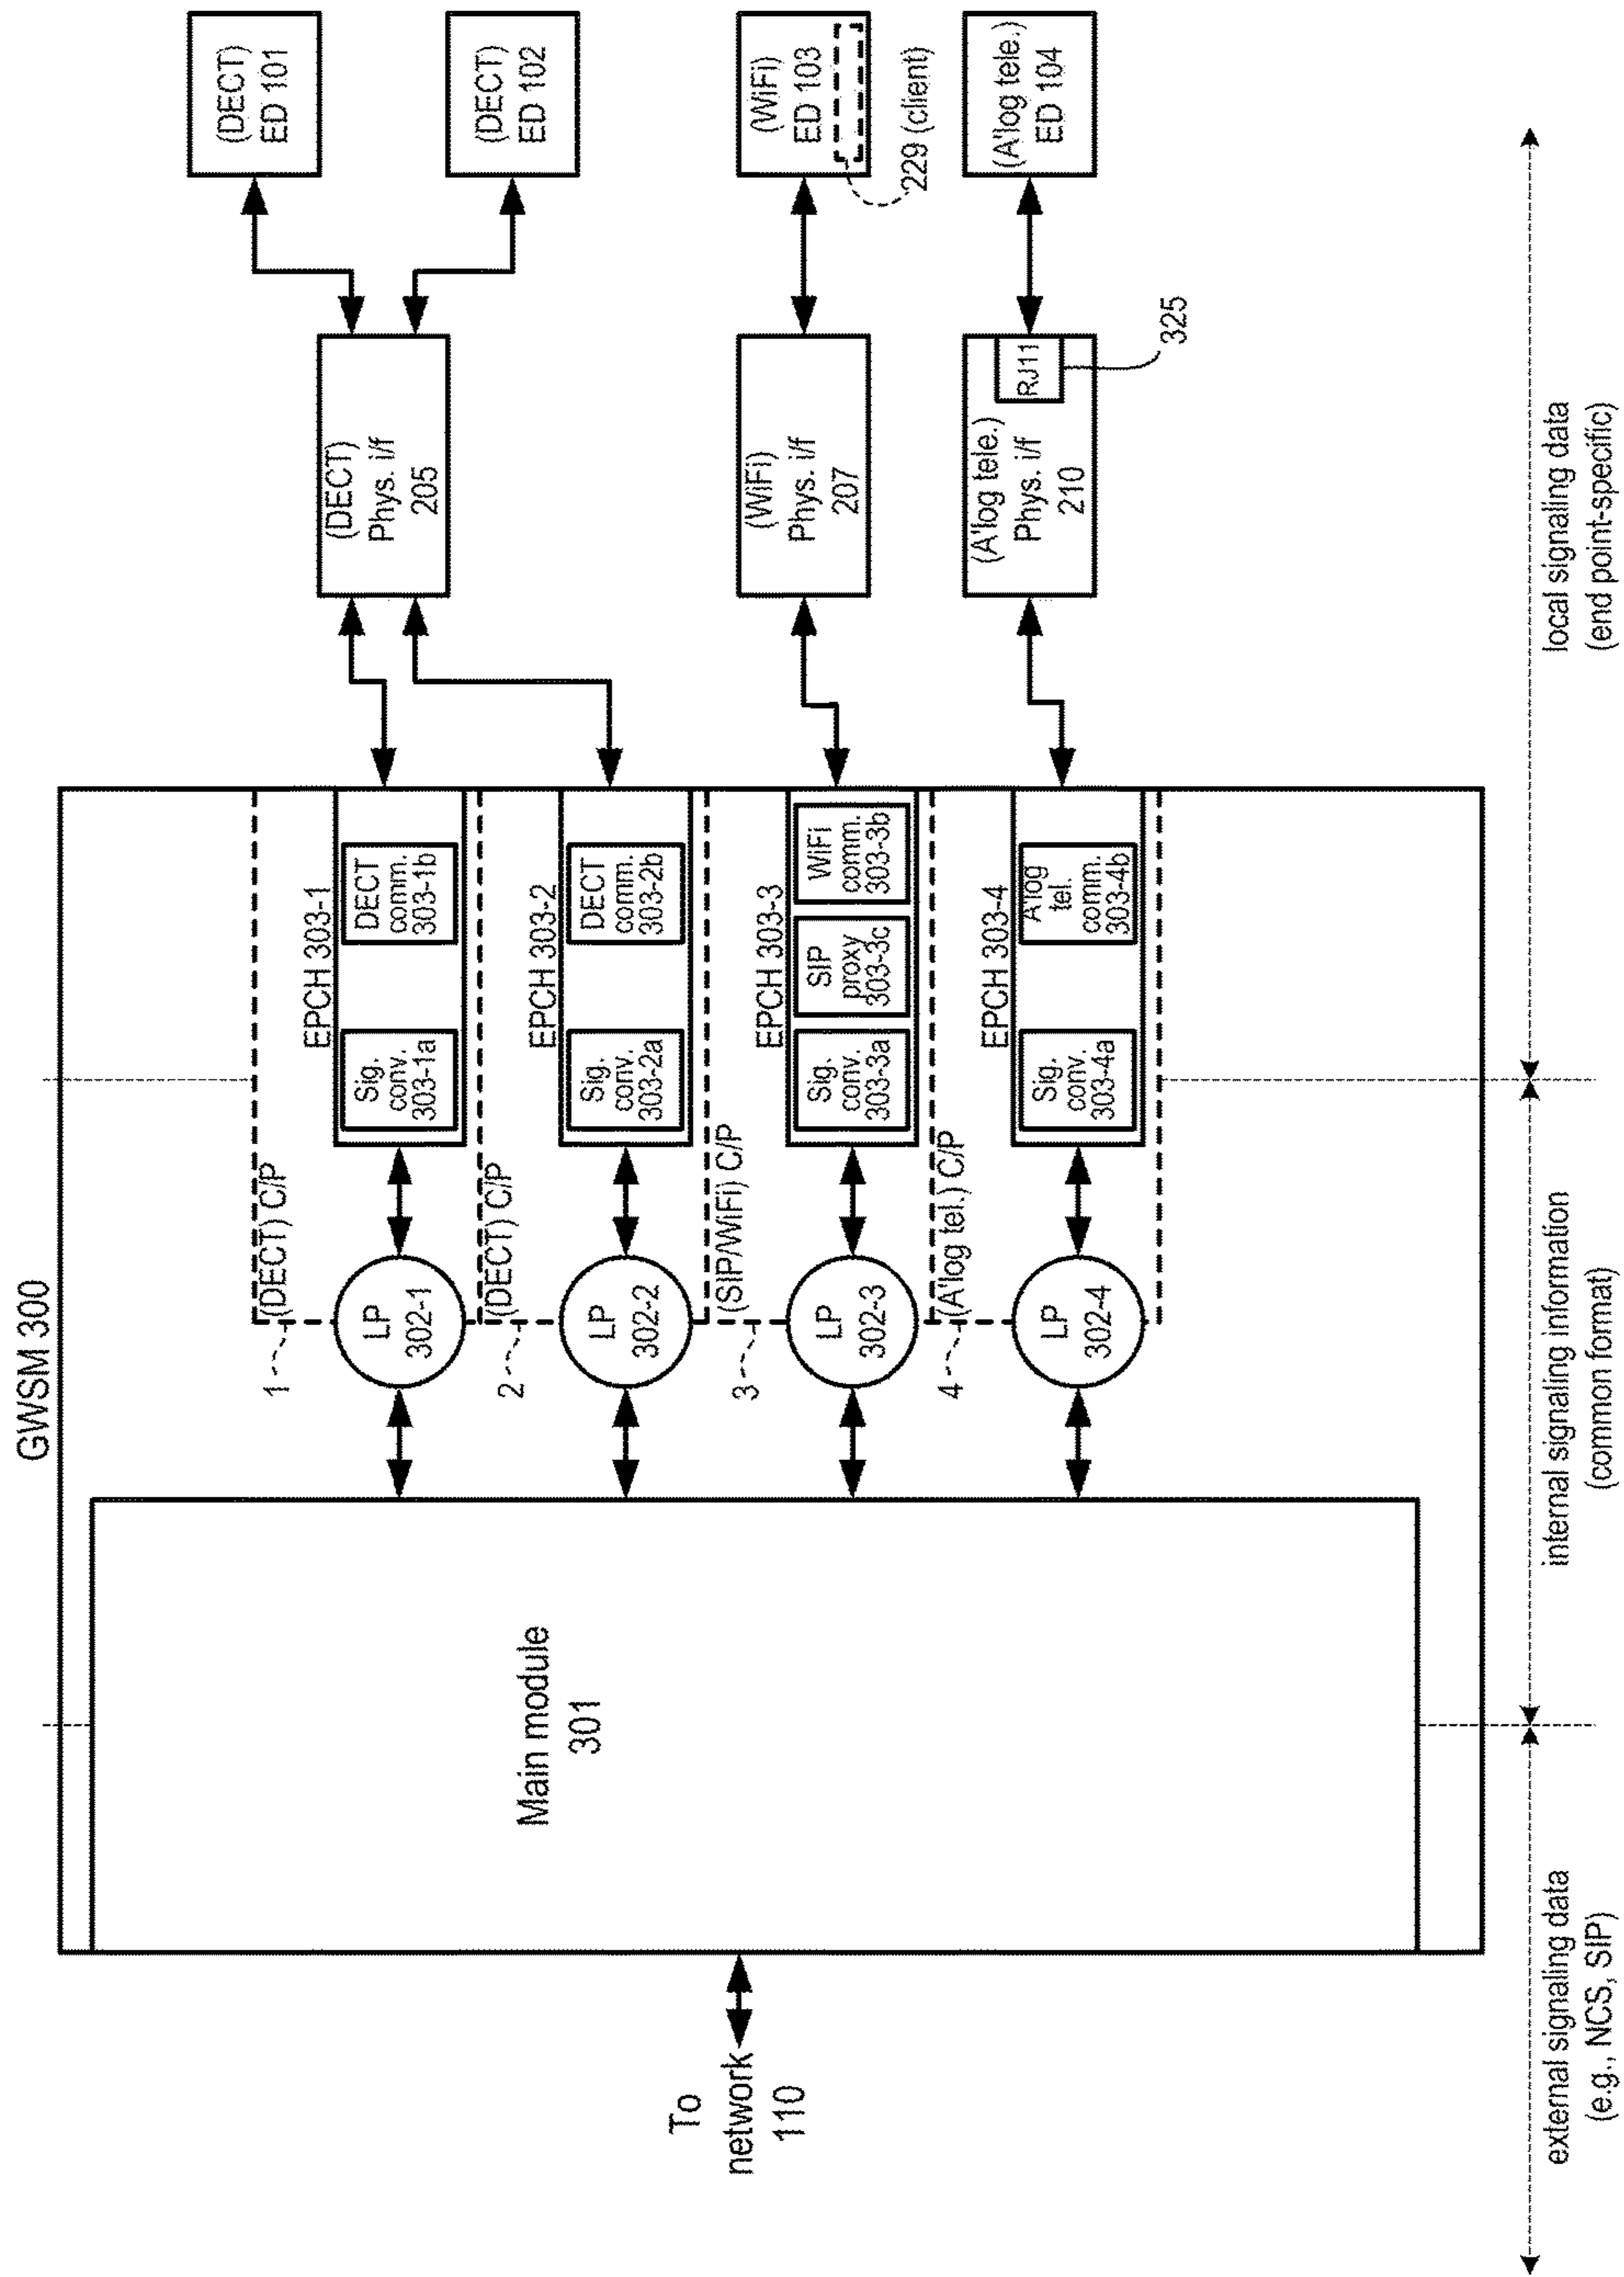 GWSM 300
To
network
110
Main module
301
1
(DECT) C/P
LP
302-1
EPCH 303-1
Sig.
conv.
303-1a
DECT
comm.
303-1b
(DECT)
Phys. i/f
205
(DECT)
ED 101
(DECT)
ED 102
2
(DECT) C/P
LP
302-2
EPCH 303-2
Sig.
conv.
303-2a
DECT
comm.
303-2b
3
(SIP/WiFi) C/P
LP
302-3
EPCH 303-3
Sig.
conv.
303-3a
SIP
proxy
303-3c
WiFi
comm.
303-3b
(WiFi)
Phys. i/f
207
(WiFi)
ED 103
229 (client)
4
(A'log tel.) C/P
LP
302-4
EPCH 303-4
Sig.
conv.
303-4a
A'log
tel.
comm.
303-4b
(A'log tele.)
Phys. i/f
210
RJ11
325
(A'log tele.)
ED 104
external signaling data
(e.g., NCS, SIP)
internal signaling information
(common format)
local signaling data
(end point-specific)